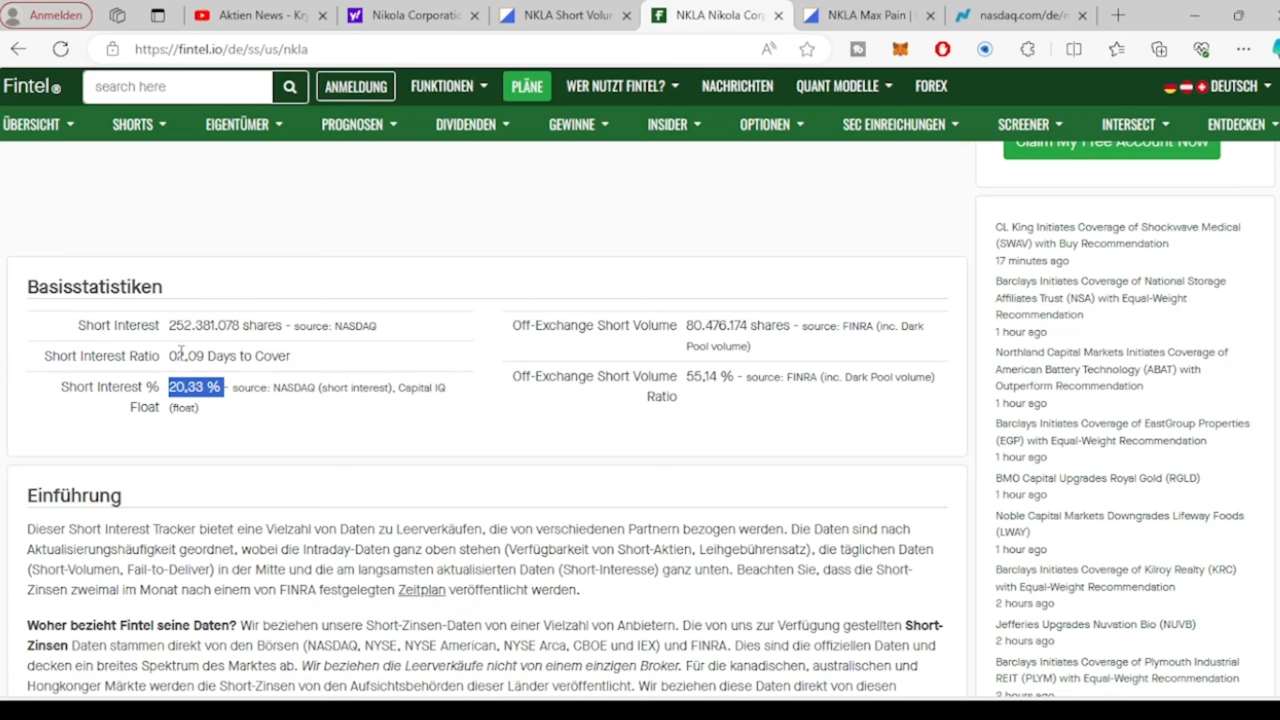 Anmelden
Aktien News - Kry
Nikola Corporatio
NKLA Short Volum
NKLA Nikola Corp
NKLA Max Pain |
nasdaq.com/de/m
https://fintel.io/de/ss/us/nkla
Fintel
search here
ANMELDUNG
FUNKTIONEN
PLÄNE
WER NUTZT FINTEL?
NACHRICHTEN
QUANT MODELLE
FOREX
DEUTSCH
ÜBERSICHT
SHORTS
EIGENTÜMER
PROGNOSEN
DIVIDENDEN
GEWINNE
INSIDER
OPTIONEN
SEC EINREICHUNGEN
SCREENER
INTERSECT
ENTDECKEN
Claim My Free Account Now
Basisstatistiken
Short Interest 252.381.078 shares - source: NASDAQ
Short Interest Ratio 02,09 Days to Cover
Short Interest % 20,33 % - source: NASDAQ (short interest), Capital IQ
Float (float)
Off-Exchange Short Volume 80.476.174 shares - source: FINRA (inc. Dark
Pool volume)
Off-Exchange Short Volume 55,14 % - source: FINRA (inc. Dark Pool volume)
Ratio
Einführung
Dieser Short Interest Tracker bietet eine Vielzahl von Daten zu Leerverkäufen, die von verschiedenen Partnern bezogen werden. Die Daten sind nach
Aktualisierungshäufigkeit geordnet, wobei die Intraday-Daten ganz oben stehen (Verfügbarkeit von Short-Aktien, Leihgebührensatz), die täglichen Daten
(Short-Volumen, Fail-to-Deliver) in der Mitte und die am langsamsten aktualisierten Daten (Short-Interesse) ganz unten. Beachten Sie, dass die Short-
Zinsen zweimal im Monat nach einem von FINRA festgelegten Zeitplan veröffentlicht werden.
Woher bezieht Fintel seine Daten? Wir beziehen unsere Short-Zinsen-Daten von einer Vielzahl von Anbietern. Die von uns zur Verfügung gestellten Short-
Zinsen Daten stammen direkt von den Börsen (NASDAQ, NYSE, NYSE American, NYSE Arca, CBOE und IEX) und FINRA. Dies sind die offiziellen Daten und
decken ein breites Spektrum des Marktes ab. Wir beziehen die Leerverkäufe nicht von einem einzigen Broker. Für die kanadischen, australischen und
Hongkonger Märkte werden die Short-Zinsen von den Aufsichtsbehörden dieser Länder veröffentlicht. Wir beziehen diese Daten direkt von diesen
CL King Initiates Coverage of Shockwave Medical
(SWAV) with Buy Recommendation
17 minutes ago
Barclays Initiates Coverage of National Storage
Affiliates Trust (NSA) with Equal-Weight
Recommendation
1 hour ago
Northland Capital Markets Initiates Coverage of
American Battery Technology (ABAT) with
Outperform Recommendation
1 hour ago
Barclays Initiates Coverage of EastGroup Properties
(EGP) with Equal-Weight Recommendation
1 hour ago
BMO Capital Upgrades Royal Gold (RGLD)
1 hour ago
Noble Capital Markets Downgrades Lifeway Foods
(LWAY)
1 hour ago
Barclays Initiates Coverage of Kilroy Realty (KRC)
with Equal-Weight Recommendation
2 hours ago
Jefferies Upgrades Nuvation Bio (NUVB)
2 hours ago
Barclays Initiates Coverage of Plymouth Industrial
REIT (PLYM) with Equal-Weight Recommendation
2 hours ago